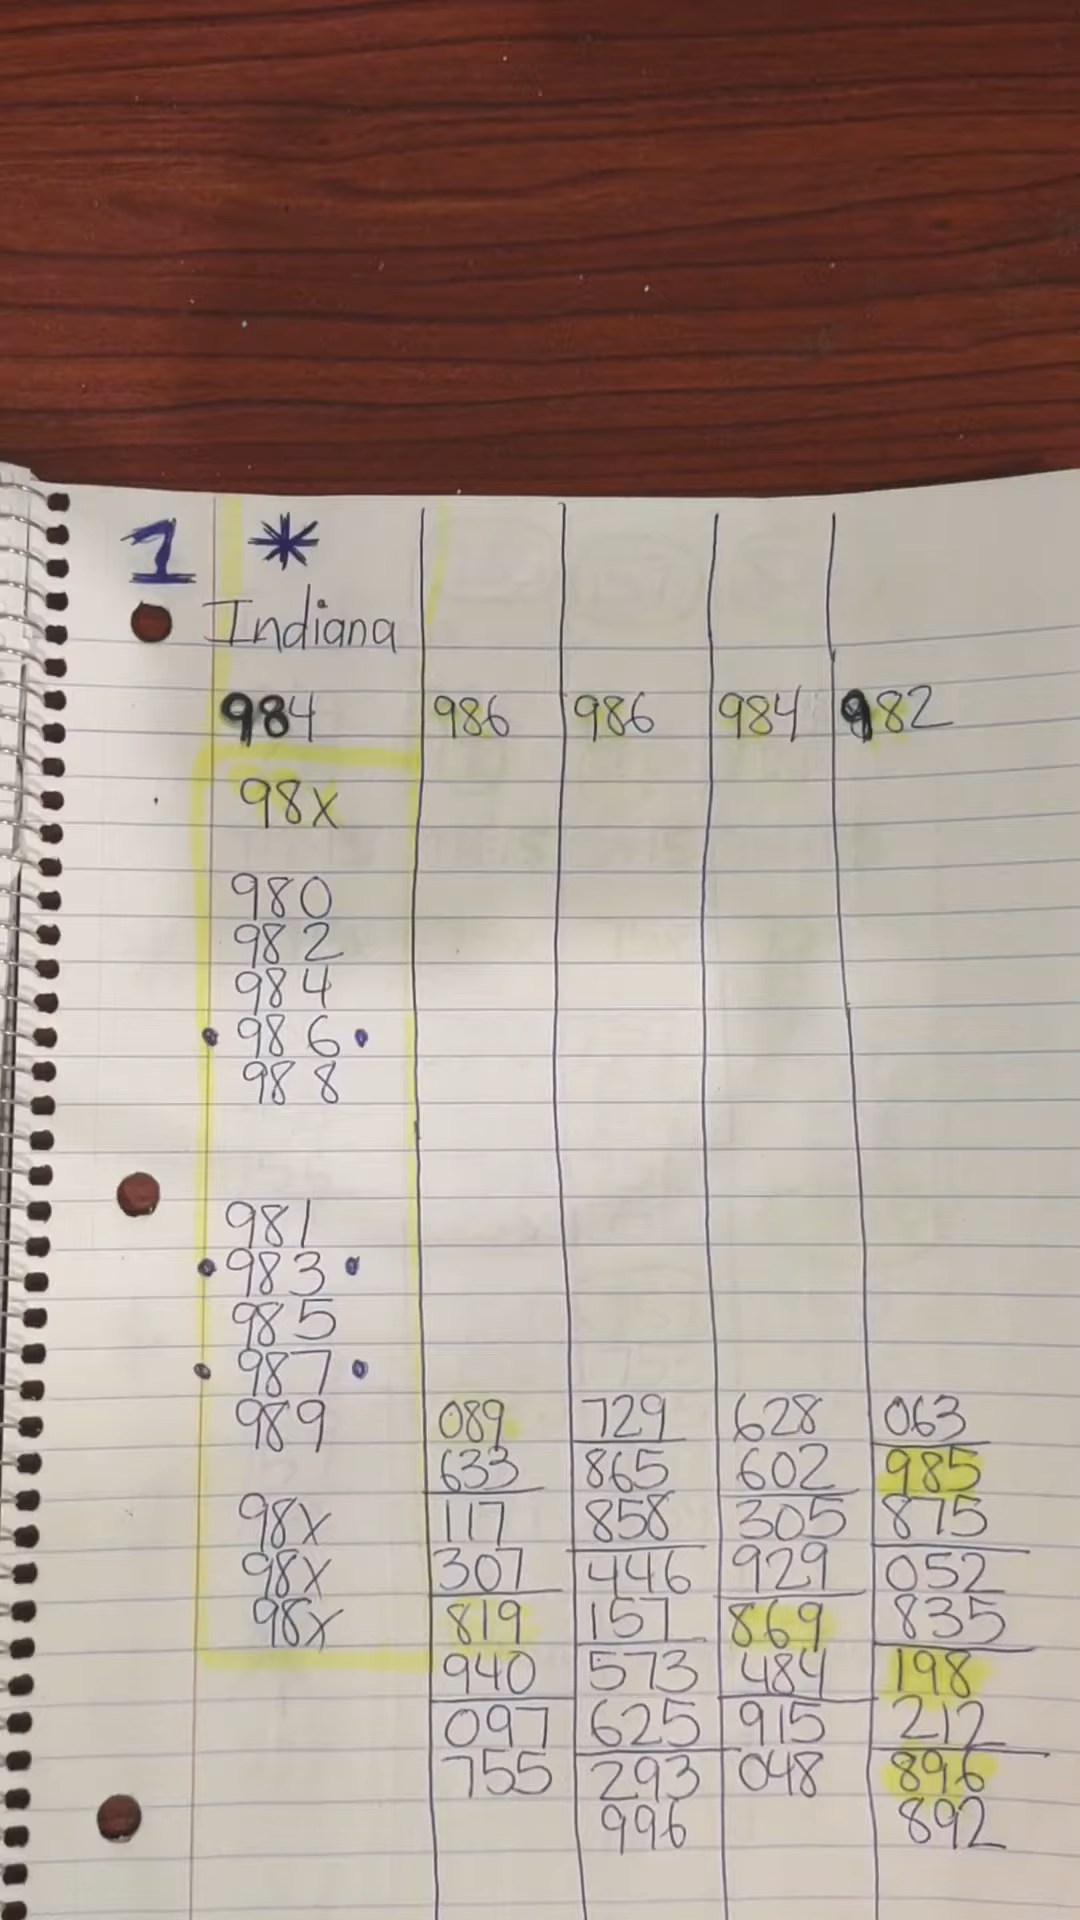 1 *
Indiana
984 986 986 984 982
98x
980
982
984
• 986 •
988
981
• 983 •
985
• 987 •
989 089 729 628 063
633 865 602 985
98x 117 858 305 875
98x 307 446 929 052
98x 819 157 869 835
940 573 484 198
097 625 915 212
755 293 048 896
996 892